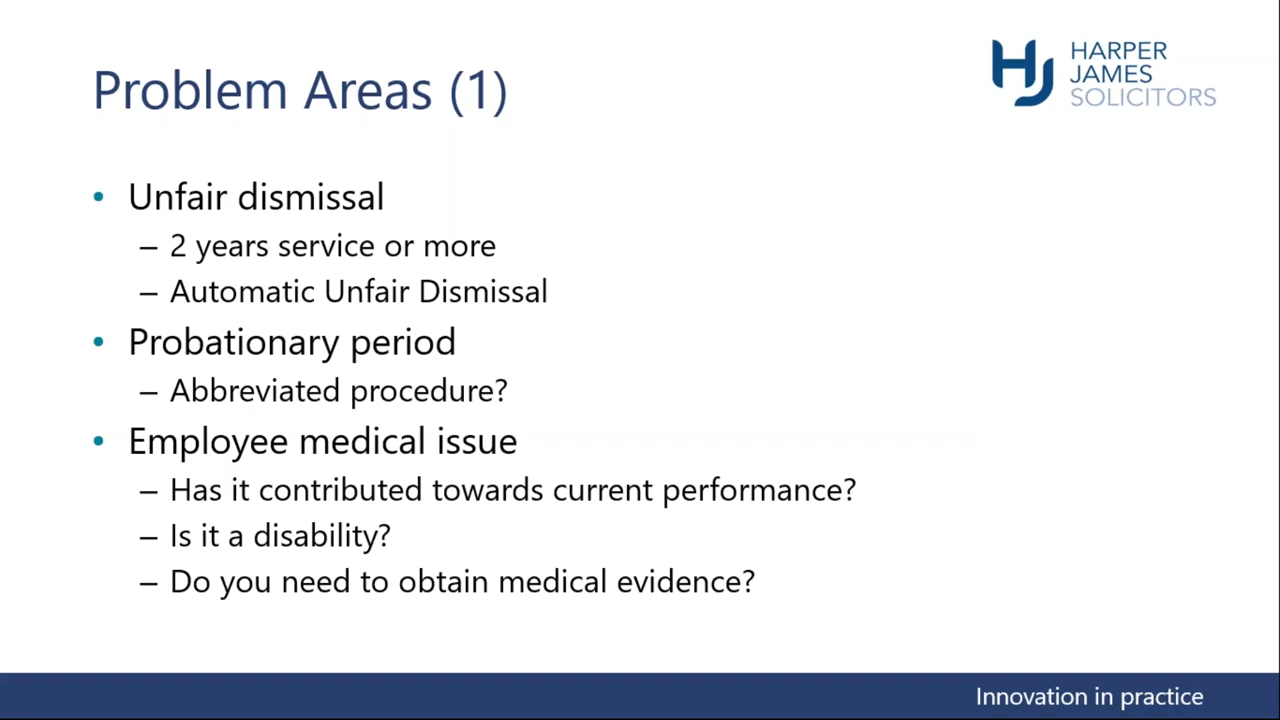 Problem Areas (1)
HARPER
JAMES
SOLICITORS
• Unfair dismissal
– 2 years service or more
– Automatic Unfair Dismissal
• Probationary period
– Abbreviated procedure?
• Employee medical issue
– Has it contributed towards current performance?
– Is it a disability?
– Do you need to obtain medical evidence?
Innovation in practice